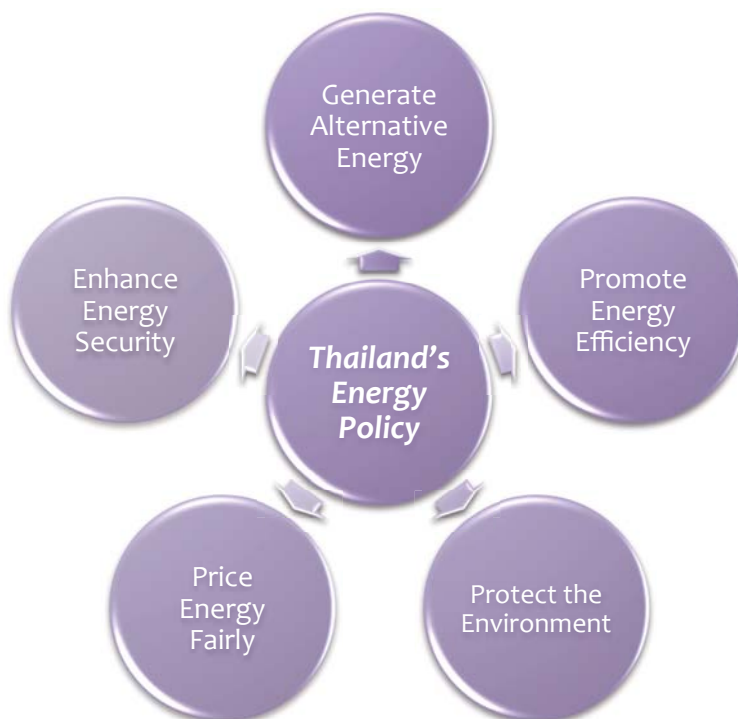 Generate
Alternative
Energy
Enhance
Energy
Security
Promote
Energy
Efficiency
Thailand's
Energy
Policy
Price
Energy
Fairly
Protect the
Environment